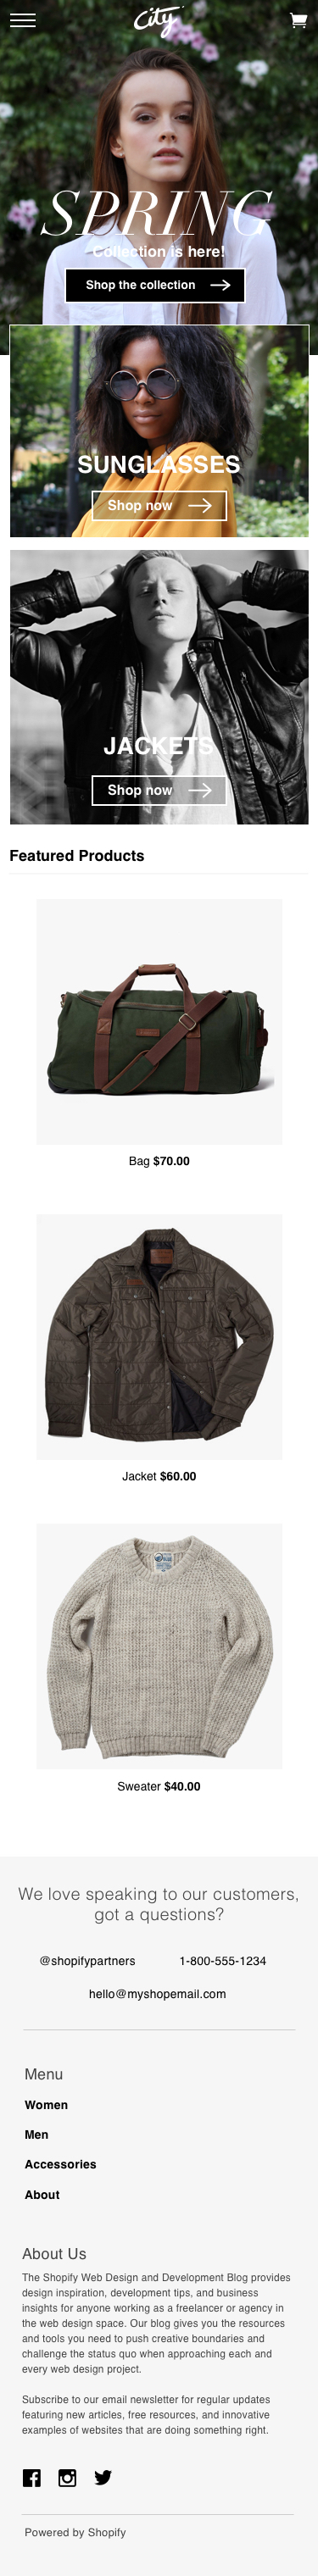 City
SPRING
Collection is here!
Shop the collection
SUNGLASSES
Shop now
JACKETS
Shop now
Featured Products
Bag $70.00
Jacket $60.00
Sweater $40.00
We love speaking to our customers,
got a questions?
@shopifypartners 1-800-555-1234
hello@myshopemail.com
Menu
Women
Men
Accessories
About
About Us
The Shopify Web Design and Development Blog provides
design inspiration, development tips, and business
insights for anyone working as a freelancer or agency in
the web design space. Our blog gives you the resources
and tools you need to push creative boundaries and
challenge the status quo when approaching each and
every web design project.
Subscribe to our email newsletter for regular updates
featuring new articles, free resources, and innovative
examples of websites that are doing something right.
Powered by Shopify